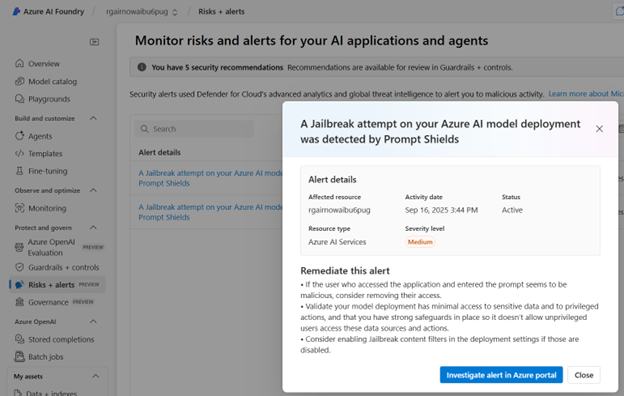 Azure AI Foundry / rgairnowaibu6pug / Risks + alerts
Overview
Model catalog
Playgrounds
Build and customize
Agents
Templates
Fine-tuning
Observe and optimize
Monitoring
Protect and govern
Azure OpenAI
Evaluation PREVIEW
Guardrails + controls
Risks + alerts PREVIEW
Governance PREVIEW
Azure OpenAI
Stored completions
Batch jobs
My assets
Data + indexes
Monitor risks and alerts for your AI applications and agents
You have 5 security recommendations Recommendations are available for review in Guardrails + controls.
Security alerts used Defender for Cloud's advanced analytics and global threat intelligence to alert you to malicious activity. Learn more about Mic
Search
Alert details
A Jailbreak attempt on your Azure AI mode
Prompt Shields
A Jailbreak attempt on your Azure AI mode
Prompt Shields
A Jailbreak attempt on your Azure AI model deployment
was detected by Prompt Shields
Alert details
Affected resource Activity date Status
rgairnowaibu6pug Sep 16, 2025 3:44 PM Active
Resource type Severity level
Azure AI Services Medium
Remediate this alert
• If the user who accessed the application and entered the prompt seems to be
malicious, consider removing their access.
• Validate your model deployment has minimal access to sensitive data and to privileged
actions, and that you have strong safeguards in place so it doesn't allow unprivileged
users access these data sources and actions.
• Consider enabling Jailbreak content filters in the deployment settings if those are
disabled.
Investigate alert in Azure portal Close